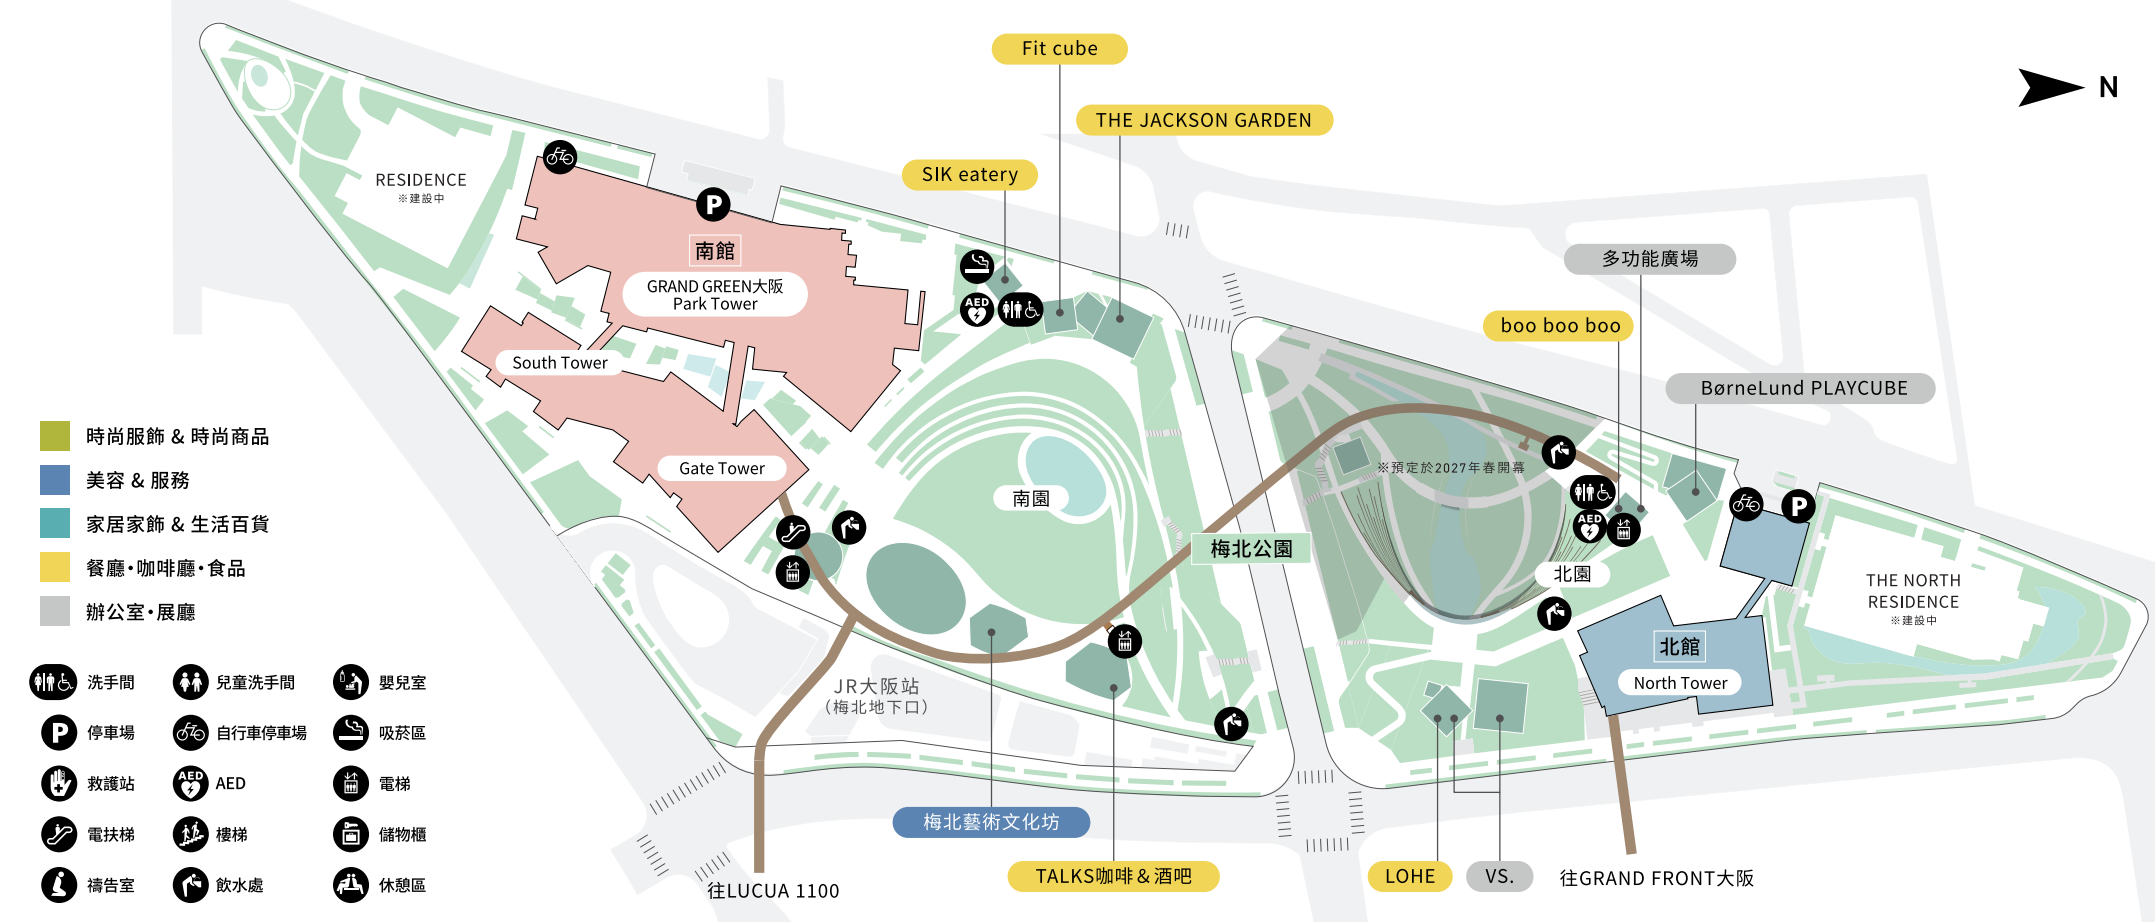 Fit cube
N
THE JACKSON GARDEN
SIK eatery
RESIDENCE
※建設中
P
南館
GRAND GREEN大阪
Park Tower
多功能廣場
AED
boo boo boo
South Tower
BørneLund PLAYCUBE
時尚服飾 & 時尚商品
美容 & 服務
家居家飾 & 生活百貨
餐廳・咖啡廳・食品
辦公室・展廳
Gate Tower
※預定於2027年春開幕
南園
P
AED
梅北公園
北園
THE NORTH
RESIDENCE
※建設中
北館
North Tower
JR大阪站
（梅北地下口）
洗手間
兒童洗手間
嬰兒室
P
停車場
自行車停車場
吸菸區
救護站
AED
AED
電梯
電扶梯
樓梯
儲物櫃
禱告室
飲水處
休憩區
梅北藝術文化坊
TALKS咖啡＆酒吧
LOHE
VS.
往LUCUA 1100
往GRAND FRONT大阪